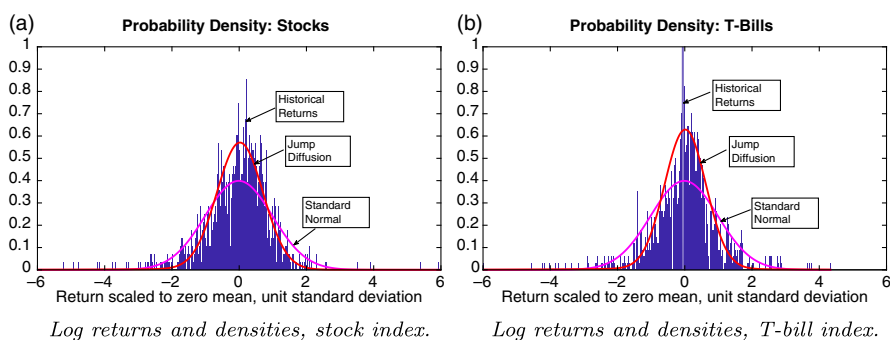 (a)
Probability Density: Stocks
1
0.9
0.8
0.7
0.6
0.5
0.4
0.3
0.2
0.1
0
Historical
Returns
Jump
Diffusion
Standard
Normal
-6 -4 -2 0 2 4 6
Return scaled to zero mean, unit standard deviation
Log returns and densities, stock index.
(b)
Probability Density: T-Bills
1
0.9
0.8
0.7
0.6
0.5
0.4
0.3
0.2
0.1
0
Historical
Returns
Jump
Diffusion
Standard
Normal
-6 -4 -2 0 2 4 6
Return scaled to zero mean, unit standard deviation
Log returns and densities, T-bill index.